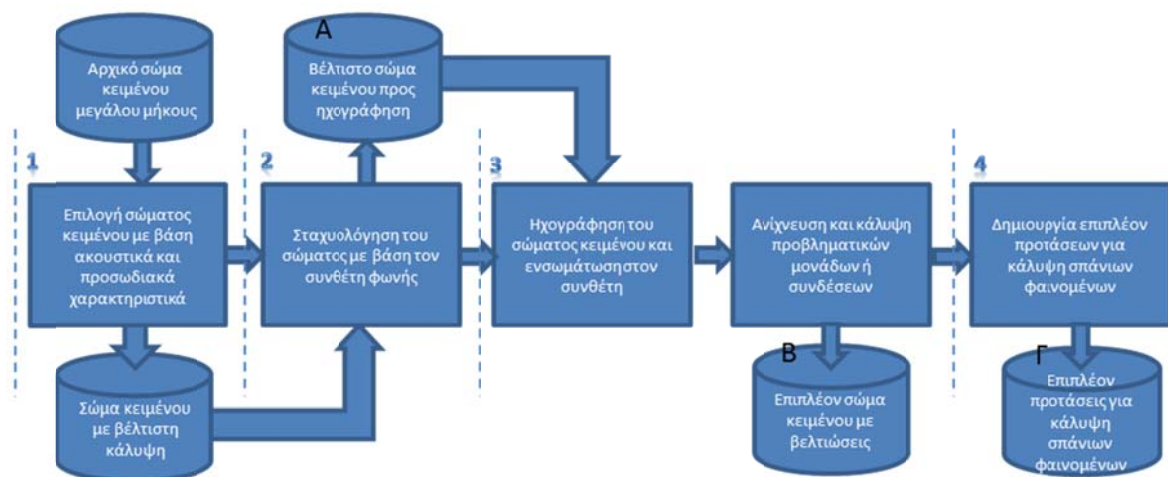 Α
Αρχικό σώμα
κειμένου
μεγάλου μήκους
Βέλτιστο σώμα
κειμένου προς
ηχογράφηση
1
2
3
4
Επιλογή σώματος
κειμένου με βάση
ακουστικά και
προσωδιακά
χαρακτηριστικά
Σταχυολόγηση του
σώματος με βάση τον
συνθέτη φωνής
Ηχογράφηση του
σώματος κειμένου και
ενσωμάτωση στον
συνθέτη
Ανίχνευση και κάλυψη
προβληματικών
μονάδων ή
συνδέσεων
Δημιουργία επιπλέον
προτάσεων για
κάλυψη σπάνιων
φαινομένων
Σώμα κειμένου
με βέλτιστη
κάλυψη
Β
Επιπλέον σώμα
κειμένου με
βελτιώσεις
Γ
Επιπλέον
προτάσεις για
κάλυψη
σπάνιων
φαινομένων